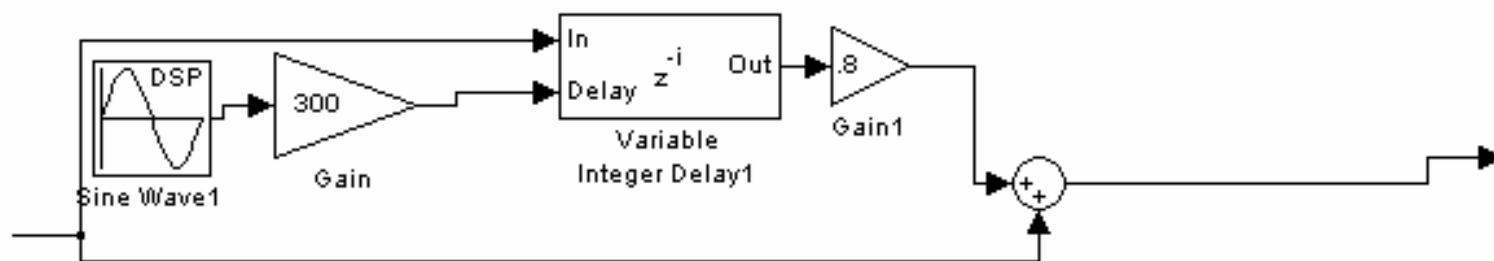 In
DSP
z
-i
Out
.8
300
Delay
Gain1
Variable
Integer Delay1
Gain
Sine Wave1
+
+